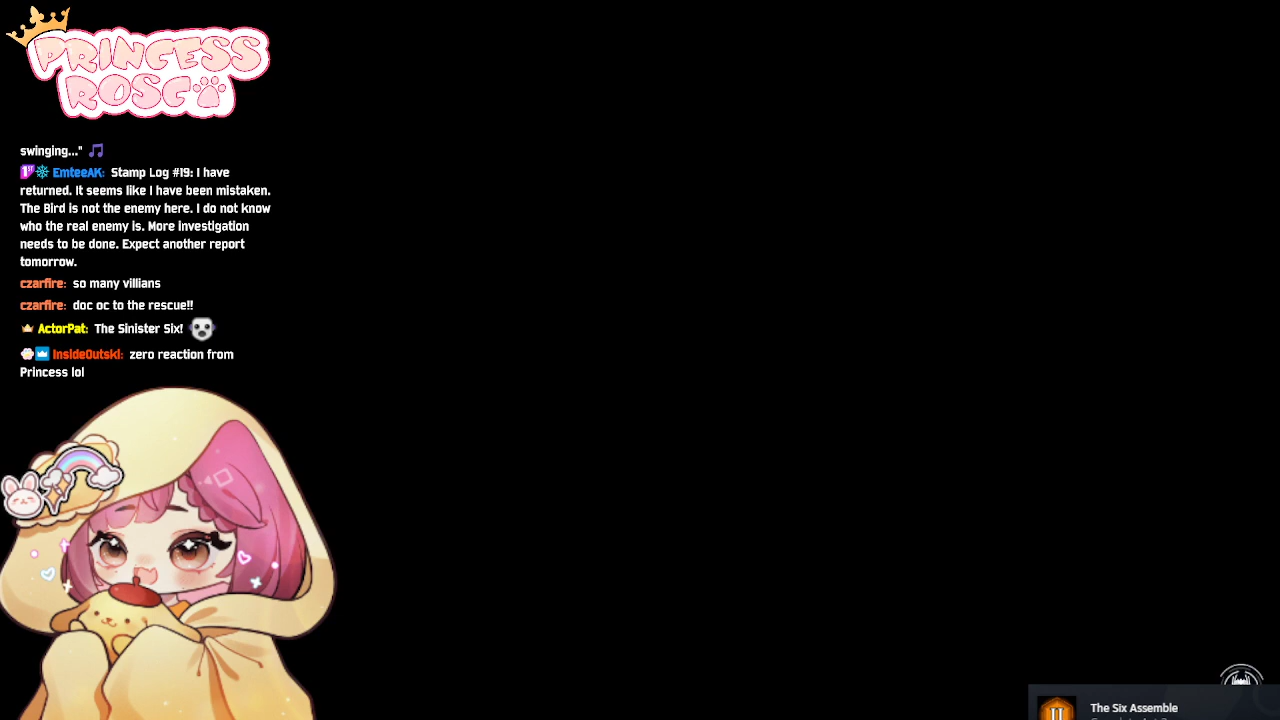 PRINCESS
ROSC
swinging..."
EmteeAK: Stamp Log #19: I have
returned. It seems like I have been mistaken.
The Bird is not the enemy here. I do not know
who the real enemy is. More investigation
needs to be done. Expect another report
tomorrow.
czarfire: so many villians
czarfire: doc oc to the rescue!!
ActorPat: The Sinister Six!
InsideOutski: zero reaction from
Princess lol
II
The Six Assemble